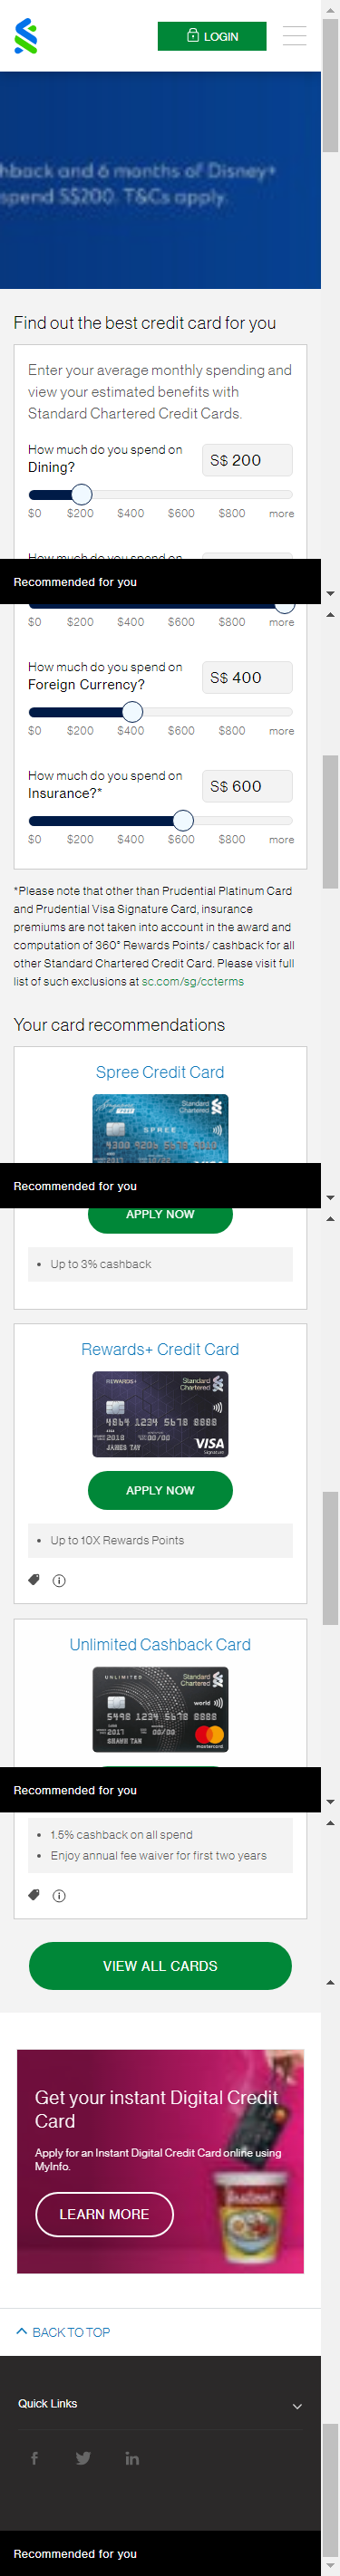 LOGIN
hback and 6 months of Disney+
spend S$200. T&Cs apply.
Find out the best credit card for you
Enter your average monthly spending and
view your estimated benefits with
Standard Chartered Credit Cards.
How much do you spend on
Dining?
S$ 200
$0 $200 $400 $600 $800 more
How much do you spend on
Recommended for you
$0 $200 $400 $600 $800 more
How much do you spend on
Foreign Currency?
S$ 400
$0 $200 $400 $600 $800 more
How much do you spend on
Insurance?*
S$ 600
$0 $200 $400 $600 $800 more
*Please note that other than Prudential Platinum Card
and Prudential Visa Signature Card, insurance
premiums are not taken into account in the award and
computation of 360° Rewards Points/ cashback for all
other Standard Chartered Credit Card. Please visit full
list of such exclusions at sc.com/sg/ccterms
Your card recommendations
Spree Credit Card
Standard
Chartered
SPREE
Recommended for you
APPLY NOW
• Up to 3% cashback
Rewards+ Credit Card
REWARDS+
Standard
Chartered
4864 1234 5678 8888
2018 00/00
JAMES TAY
VISA
Signature
APPLY NOW
• Up to 10X Rewards Points
Unlimited Cashback Card
UNLIMITED
Standard
Chartered
world
5498 1234 5678 8888
2017 00/00
SHAWN TAN
mastercard
Recommended for you
• 1.5% cashback on all spend
• Enjoy annual fee waiver for first two years
VIEW ALL CARDS
Get your instant Digital Credit
Card
Apply for an Instant Digital Credit Card online using
MyInfo.
LEARN MORE
BACK TO TOP
Quick Links
Recommended for you